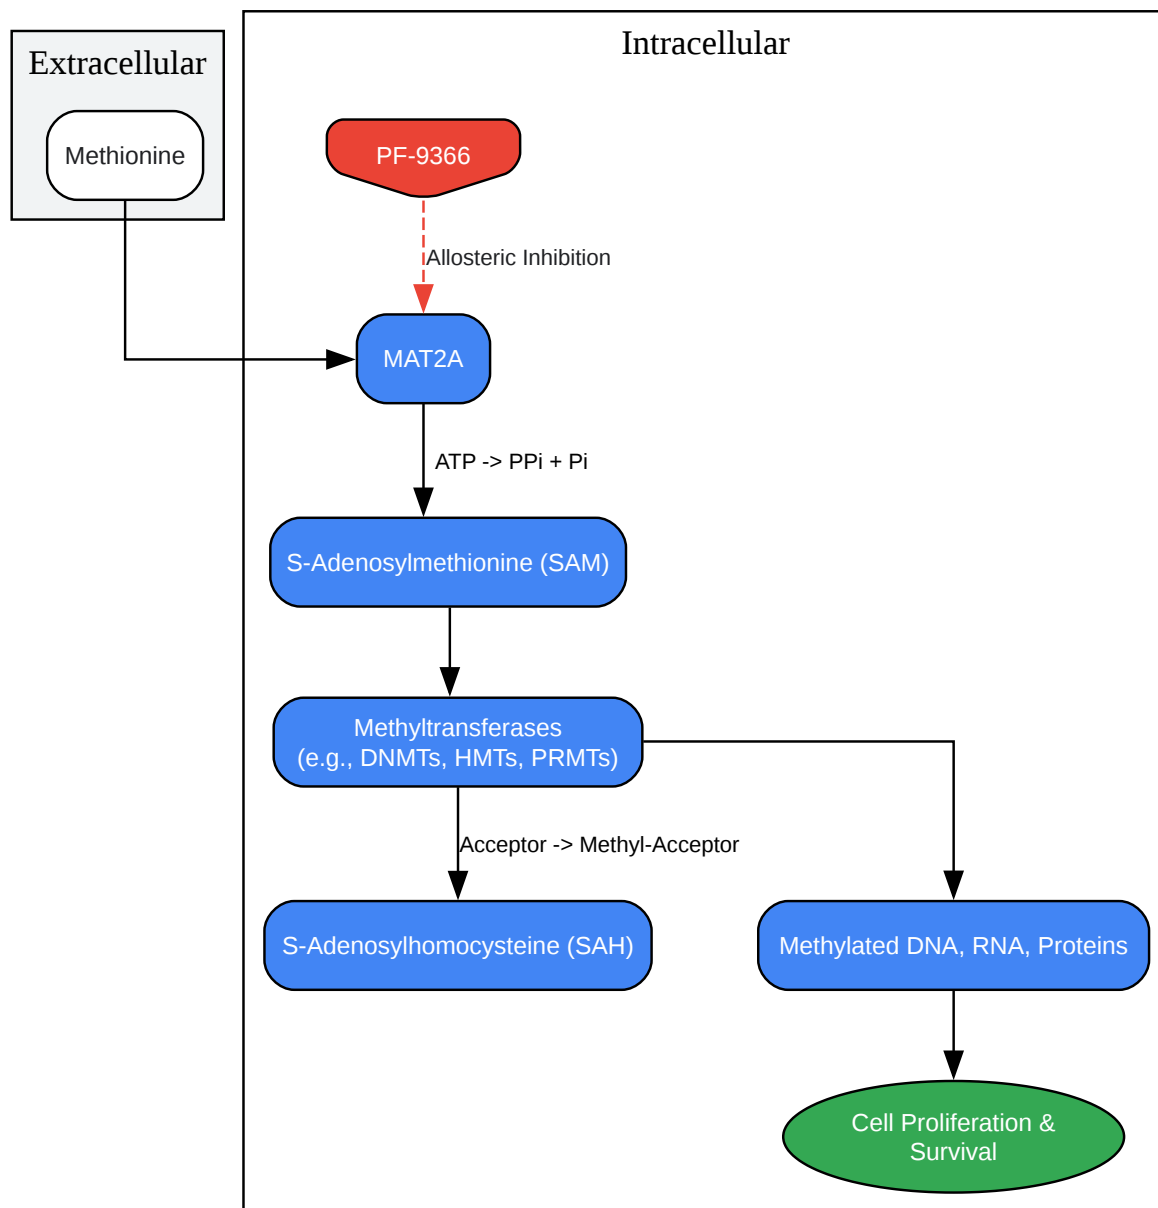 Extracellular
Intracellular
Methionine
PF-9366
Allosteric Inhibition
MAT2A
ATP -> PPi + Pi
S-Adenosylmethionine (SAM)
Methyltransferases
(e.g., DNMTs, HMTs, PRMTs)
Acceptor -> Methyl-Acceptor
S-Adenosylhomocysteine (SAH)
Methylated DNA, RNA, Proteins
Cell Proliferation &
Survival